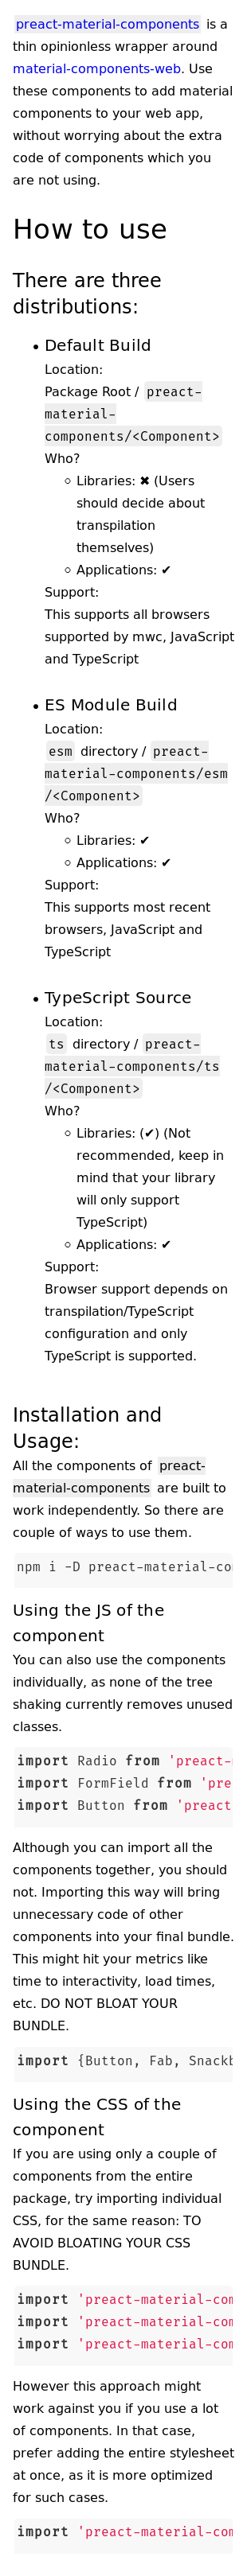 preact-material-components is a
thin opinionless wrapper around
material-components-web. Use
these components to add material
components to your web app,
without worrying about the extra
code of components which you
are not using.
How to use
There are three
distributions:
• Default Build
Location:
Package Root / preact-
material-
components/<Component>
Who?
◦ Libraries: ✖ (Users
should decide about
transpilation
themselves)
◦ Applications: ✔
Support:
This supports all browsers
supported by mwc, JavaScript
and TypeScript
• ES Module Build
Location:
esm directory / preact-
material-components/esm
/<Component>
Who?
◦ Libraries: ✔
◦ Applications: ✔
Support:
This supports most recent
browsers, JavaScript and
TypeScript
• TypeScript Source
Location:
ts directory / preact-
material-components/ts
/<Component>
Who?
◦ Libraries: (✔) (Not
recommended, keep in
mind that your library
will only support
TypeScript)
◦ Applications: ✔
Support:
Browser support depends on
transpilation/TypeScript
configuration and only
TypeScript is supported.
Installation and
Usage:
All the components of preact-
material-components are built to
work independently. So there are
couple of ways to use them.
npm i -D preact-material-co
Using the JS of the
component
You can also use the components
individually, as none of the tree
shaking currently removes unused
classes.
import Radio from 'preact-
import FormField from 'pre
import Button from 'preact
Although you can import all the
components together, you should
not. Importing this way will bring
unnecessary code of other
components into your final bundle.
This might hit your metrics like
time to interactivity, load times,
etc. DO NOT BLOAT YOUR
BUNDLE.
import {Button, Fab, Snackb
Using the CSS of the
component
If you are using only a couple of
components from the entire
package, try importing individual
CSS, for the same reason: TO
AVOID BLOATING YOUR CSS
BUNDLE.
import 'preact-material-com
import 'preact-material-com
import 'preact-material-com
However this approach might
work against you if you use a lot
of components. In that case,
prefer adding the entire stylesheet
at once, as it is more optimized
for such cases.
import 'preact-material-com